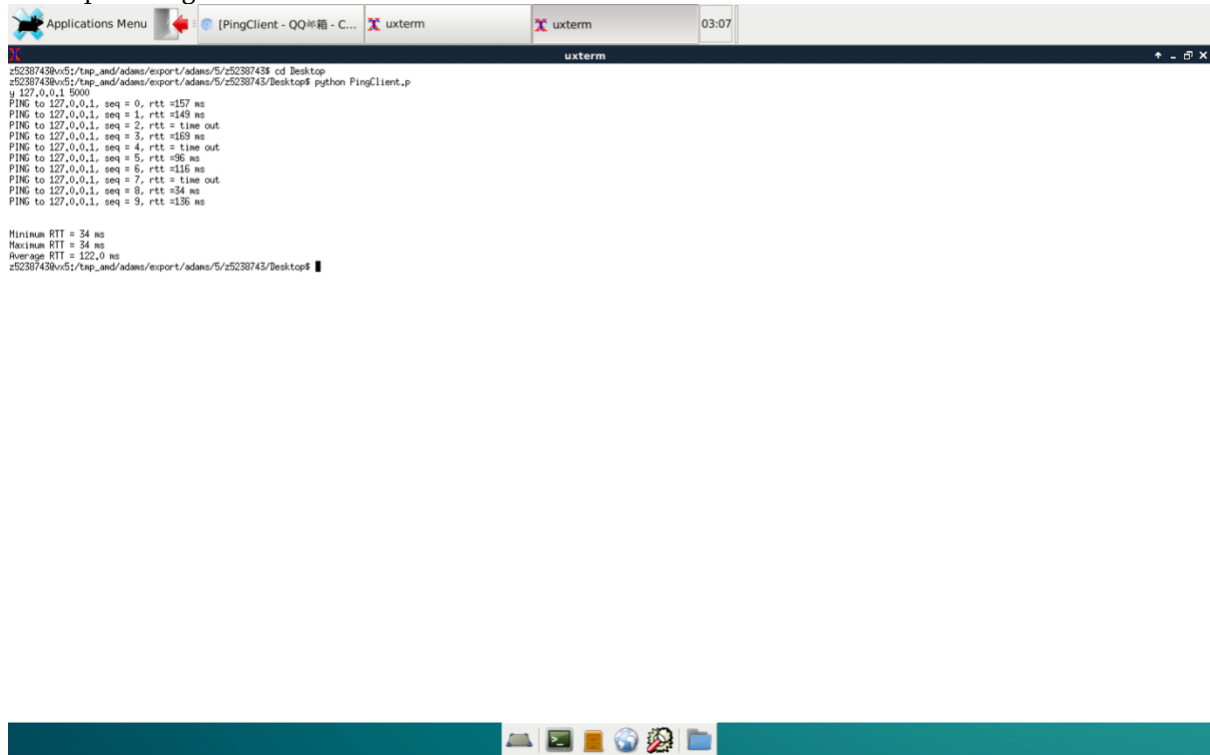 Applications Menu
[PingClient - QQ邮箱 - C...
uxterm
uxterm
03:07
uxterm
z5238743@vx5:/tmp_amd/adams/export/adams/5/z5238743$ cd Desktop
z5238743@vx5:/tmp_amd/adams/export/adams/5/z5238743/Desktop$ python PingClient.p
y 127.0.0.1 5000
PING to 127.0.0.1, seq = 0, rtt =157 ms
PING to 127.0.0.1, seq = 1, rtt =149 ms
PING to 127.0.0.1, seq = 2, rtt = time out
PING to 127.0.0.1, seq = 3, rtt =169 ms
PING to 127.0.0.1, seq = 4, rtt = time out
PING to 127.0.0.1, seq = 5, rtt =96 ms
PING to 127.0.0.1, seq = 6, rtt =116 ms
PING to 127.0.0.1, seq = 7, rtt = time out
PING to 127.0.0.1, seq = 8, rtt =34 ms
PING to 127.0.0.1, seq = 9, rtt =136 ms
Minimum RTT = 34 ms
Maximum RTT = 34 ms
Average RTT = 122.0 ms
z5238743@vx5:/tmp_amd/adams/export/adams/5/z5238743/Desktop$